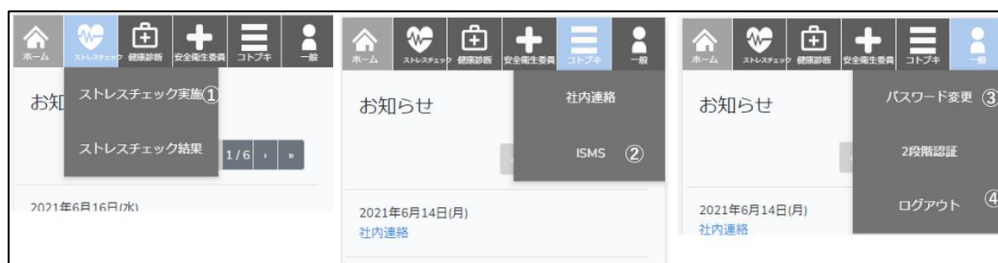 ホーム ストレスチェック 健康診断 安全衛生委員 コトブキ 一般
お知
ストレスチェック実施①
ストレスチェック結果
1 / 6 › »
2021年6月16日(水)
ホーム ストレスチェック 健康診断 安全衛生委員 コトブキ 一般
お知らせ
社内連絡
ISMS ②
2021年6月14日(月)
社内連絡
ホーム ストレスチェック 健康診断 安全衛生委員 コトブキ 一般
お知らせ
パスワード変更 ③
2段階認証
ログアウト ④
2021年6月14日(月)
社内連絡